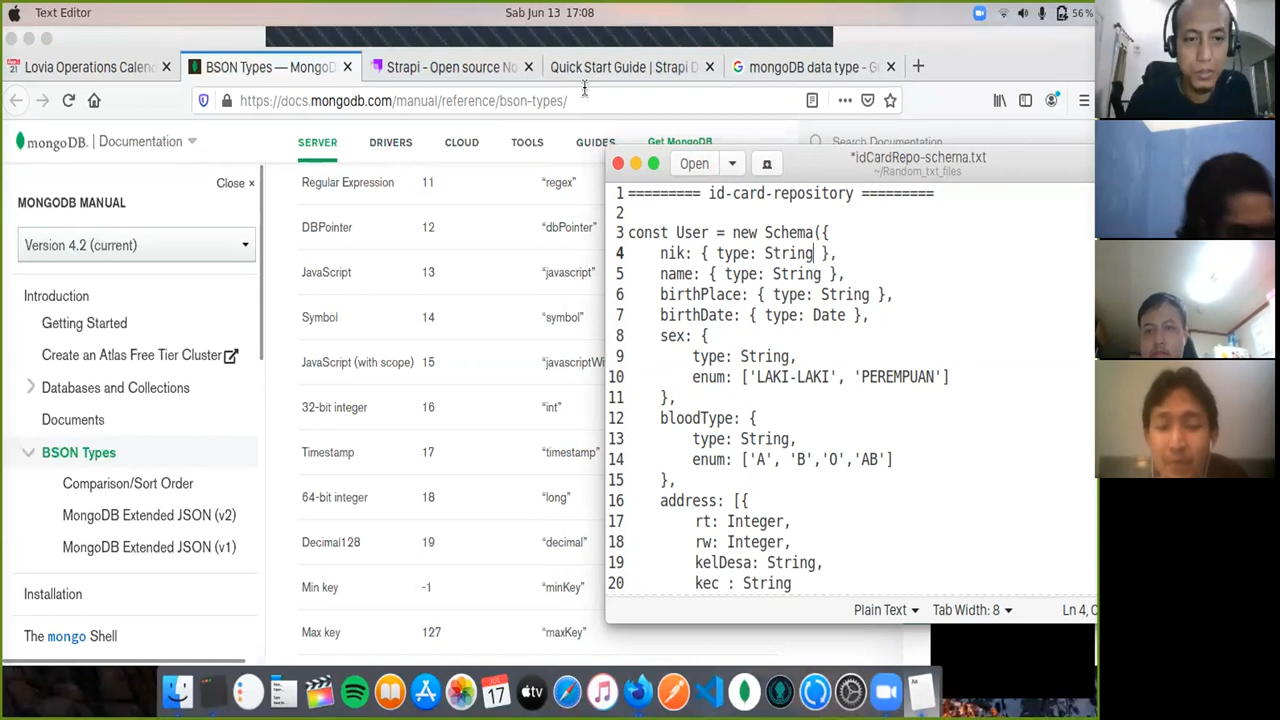 Text Editor
Sab Jun 13 17:08
56 %
Lovia Operations Calen
BSON Types — MongoD
Strapi - Open source No
Quick Start Guide | Strapi D
mongoDB data type - G
https://docs.mongodb.com/manual/reference/bson-types/
mongoDB. | Documentation
SERVER
DRIVERS
CLOUD
TOOLS
GUIDES
Get MongoDB
Search Documentation
Close ×
MONGODB MANUAL
Version 4.2 (current)
Introduction
Getting Started
Create an Atlas Free Tier Cluster
Databases and Collections
Documents
BSON Types
Comparison/Sort Order
MongoDB Extended JSON (v2)
MongoDB Extended JSON (v1)
Installation
The mongo Shell
Regular Expression 11 “regex”
DBPointer 12 “dbPointer”
JavaScript 13 “javascript”
Symbol 14 “symbol”
JavaScript (with scope) 15 “javascriptWi
32-bit integer 16 “int”
Timestamp 17 “timestamp”
64-bit integer 18 “long”
Decimal128 19 “decimal”
Min key -1 “minKey”
Max key 127 “maxKey”
Open
*idCardRepo-schema.txt
~/Random_txt_files
1 ========= id-card-repository =========
2
3 const User = new Schema({
4 nik: { type: String },
5 name: { type: String },
6 birthPlace: { type: String },
7 birthDate: { type: Date },
8 sex: {
9 type: String,
10 enum: ['LAKI-LAKI', 'PEREMPUAN']
11 },
12 bloodType: {
13 type: String,
14 enum: ['A', 'B','O','AB']
15 },
16 address: [{
17 rt: Integer,
18 rw: Integer,
19 kelDesa: String,
20 kec : String
Plain Text
Tab Width: 8
Ln 4, C
JUL
17
tv